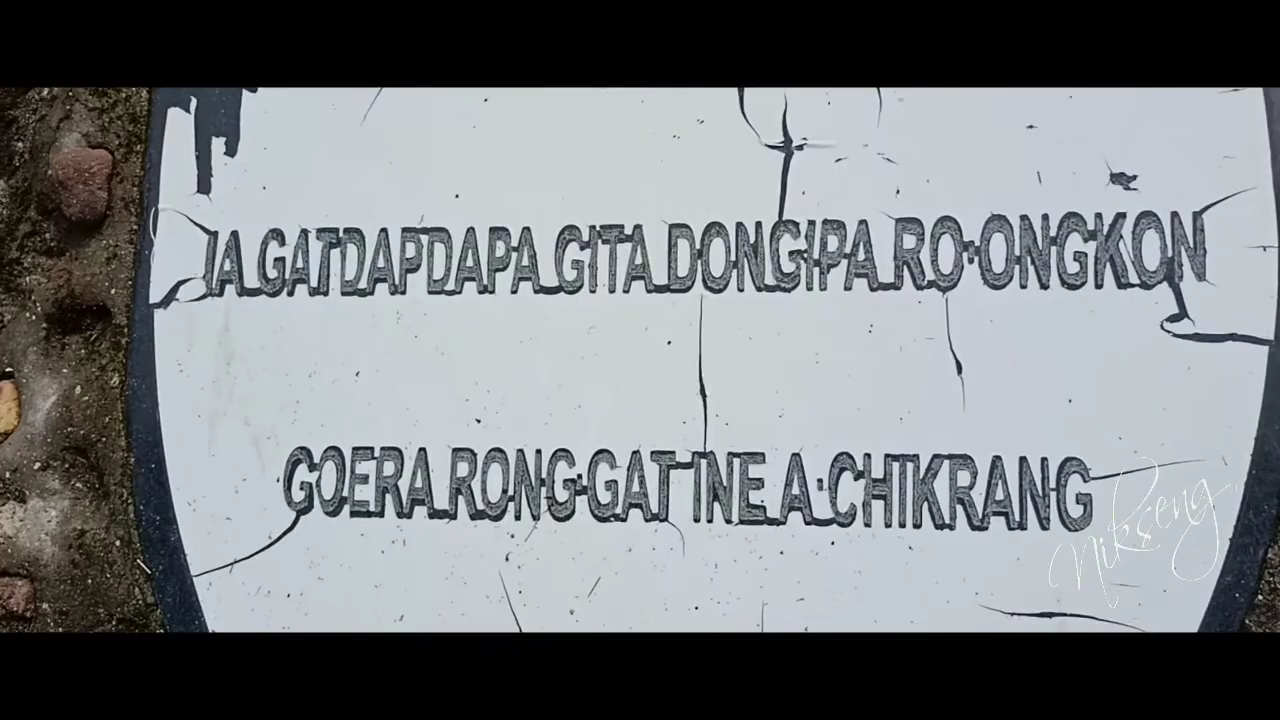 IA GATDAPDAPA GITA DONGIPA RO·ONGKON
GOERA RONG·GAT INE A·CHIKRANG
Nikseng